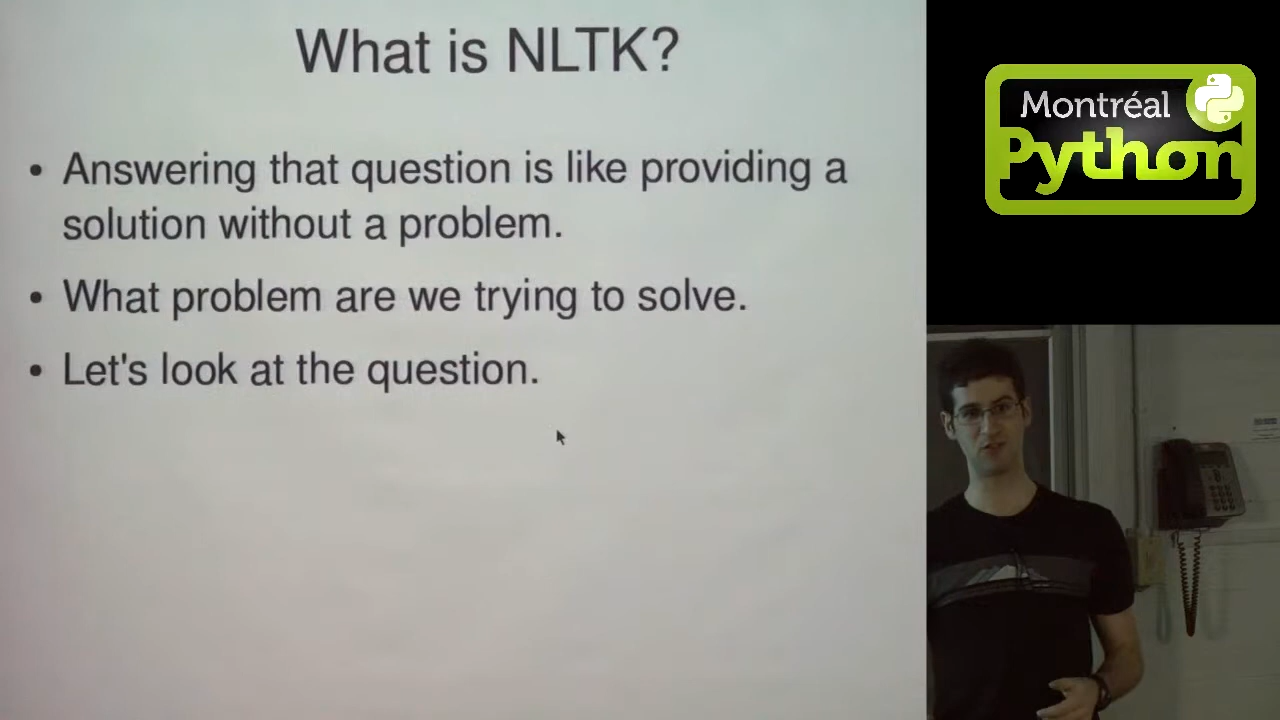 What is NLTK?
• Answering that question is like providing a
solution without a problem.
• What problem are we trying to solve.
• Let's look at the question.
Montréal
Python